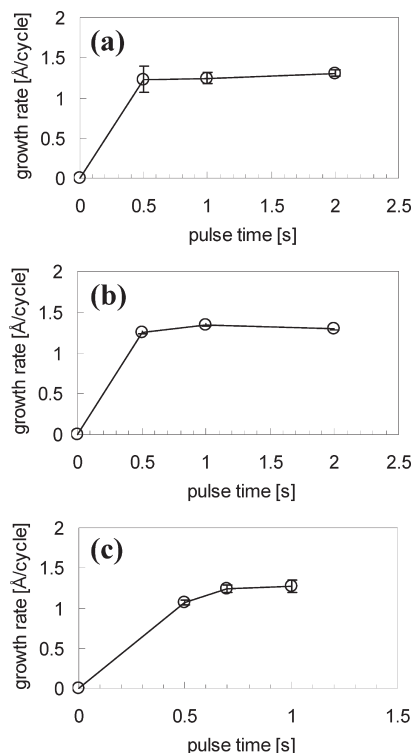 (a)
growth rate [Å/cycle]
2
1.5
1
0.5
0
0 0.5 1 1.5 2 2.5
pulse time [s]
(b)
growth rate [Å/cycle]
2
1.5
1
0.5
0
0 0.5 1 1.5 2 2.5
pulse time [s]
(c)
growth rate [Å/cycle]
2
1.5
1
0.5
0
0 0.5 1 1.5
pulse time [s]